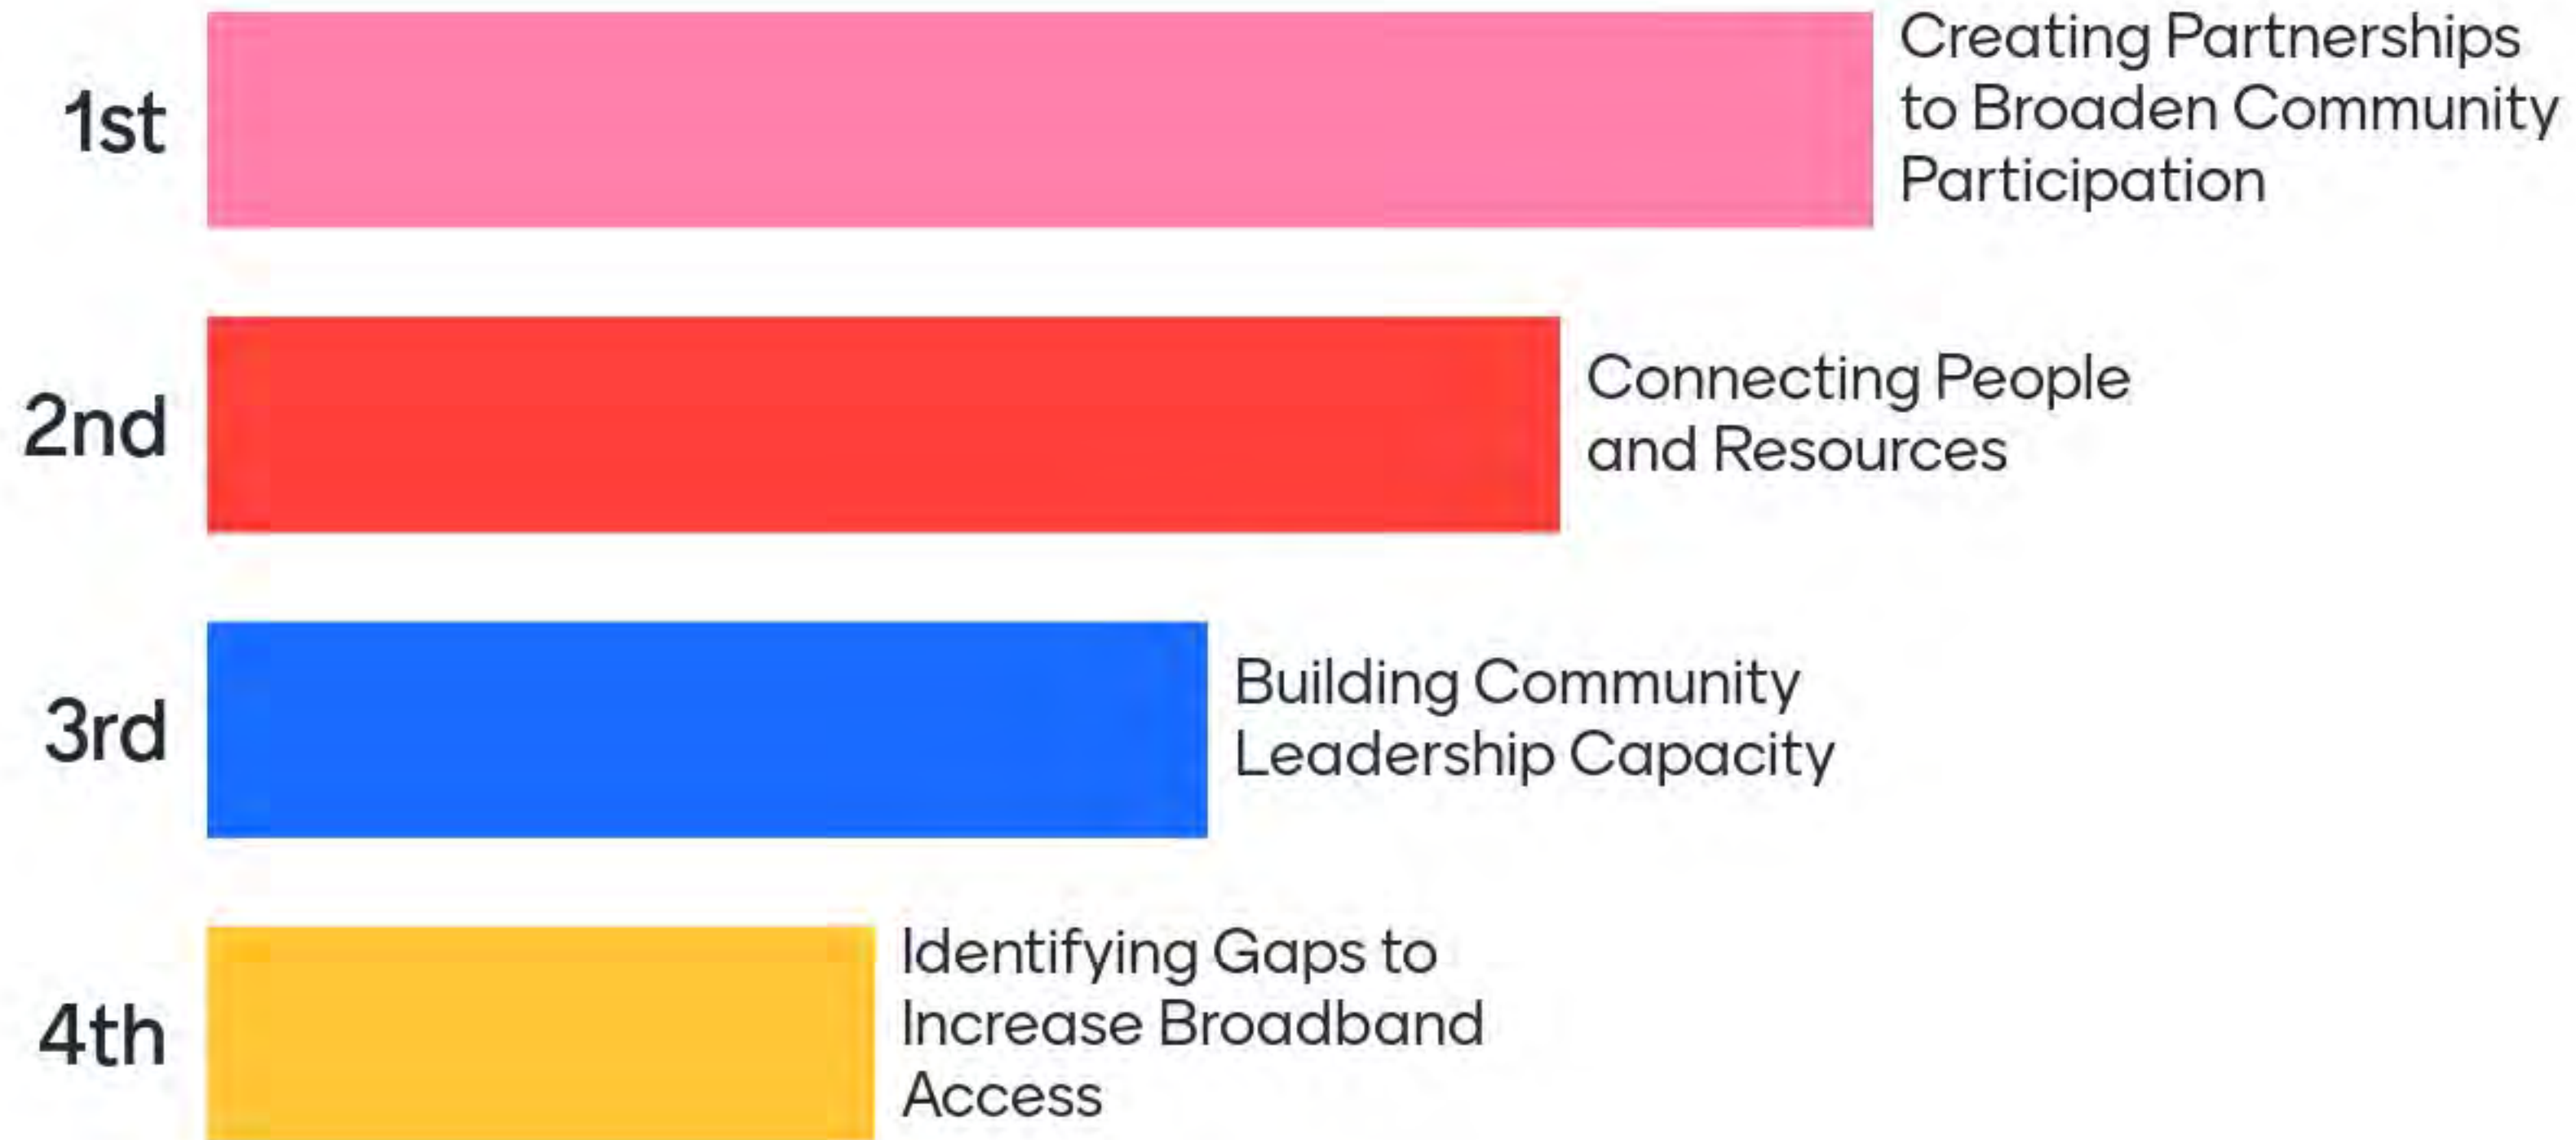 1st
Creating Partnerships
to Broaden Community
Participation
2nd
Connecting People
and Resources
3rd
Building Community
Leadership Capacity
4th
Identifying Gaps to
Increase Broadband
Access